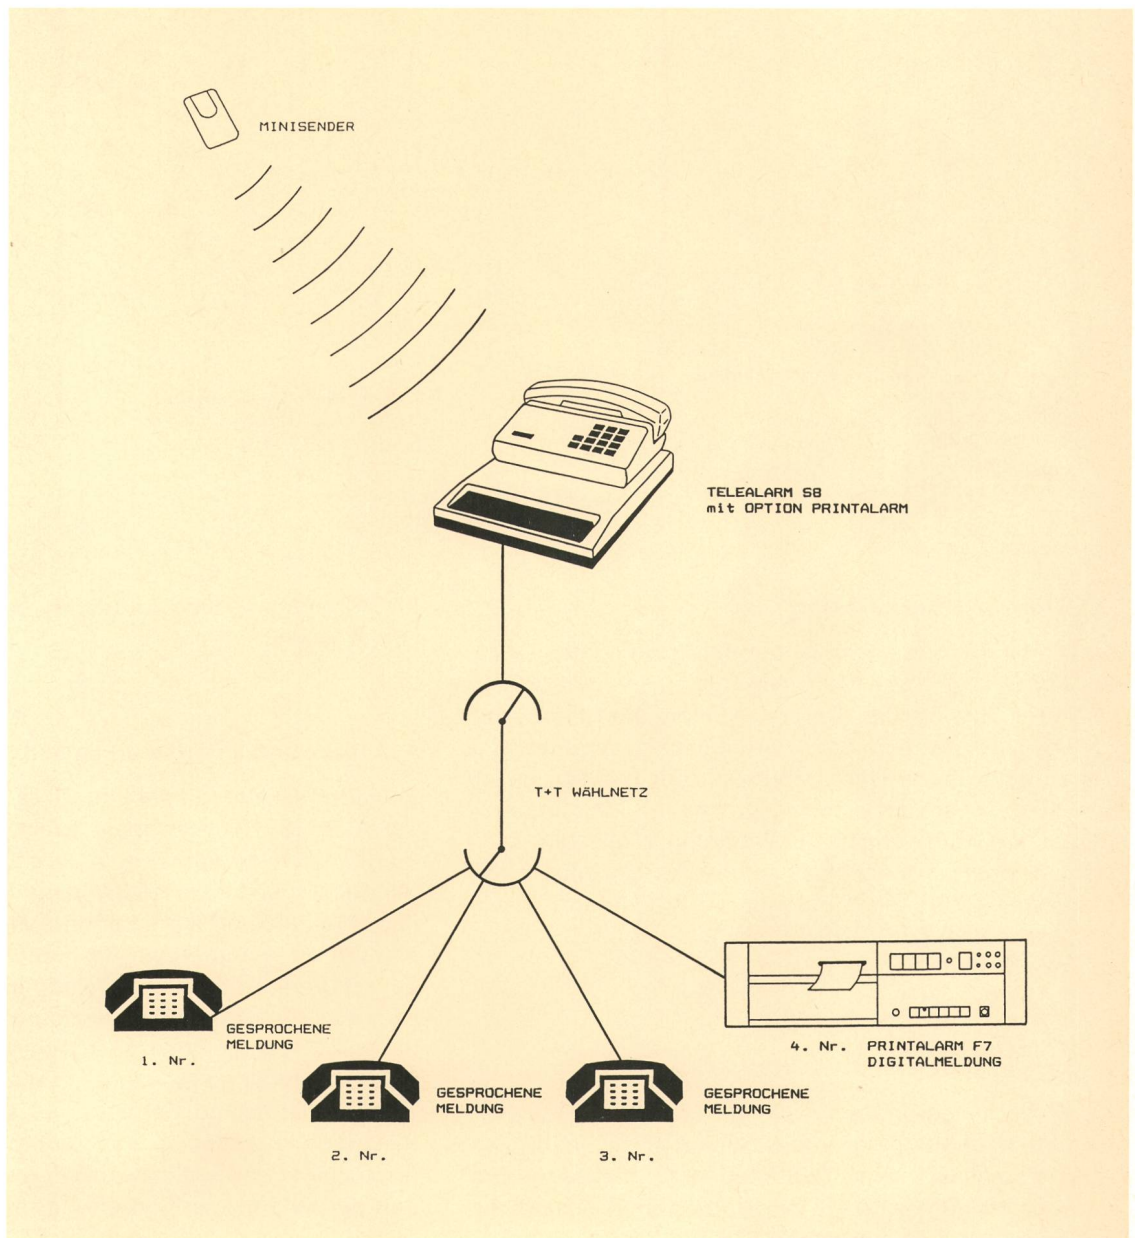 MINISENDER
TELEALARM S8
mit OPTION PRINTALARM
T+T WÄHLNETZ
GESPROCHENE
MELDUNG
1. Nr.
GESPROCHENE
MELDUNG
2. Nr.
GESPROCHENE
MELDUNG
3. Nr.
4. Nr. PRINTALARM F7
DIGITALMELDUNG